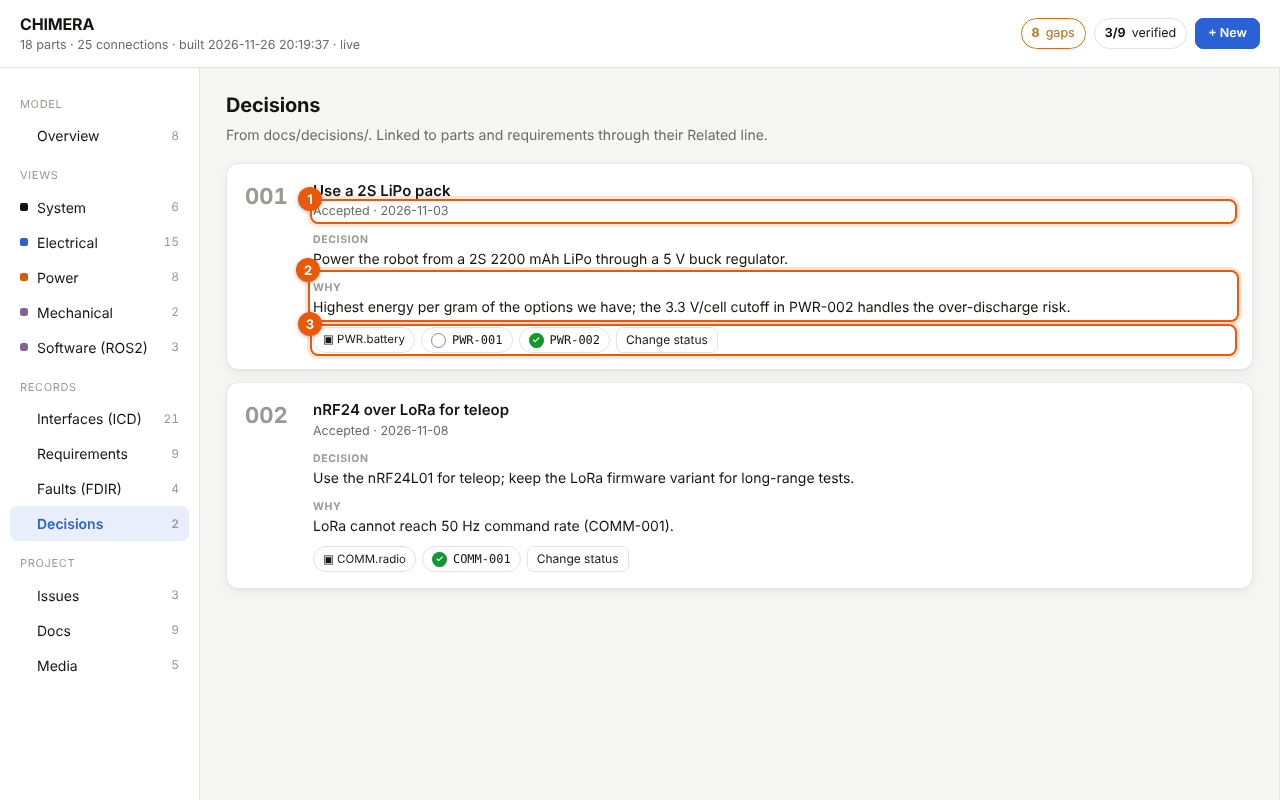 CHIMERA
18 parts · 25 connections · built 2026-11-26 20:19:37 · live
8 gaps
3/9 verified
+ New
MODEL
Overview 8
VIEWS
System 6
Electrical 15
Power 8
Mechanical 2
Software (ROS2) 3
RECORDS
Interfaces (ICD) 21
Requirements 9
Faults (FDIR) 4
Decisions 2
PROJECT
Issues 3
Docs 9
Media 5
Decisions
From docs/decisions/. Linked to parts and requirements through their Related line.
001
Use a 2S LiPo pack
1
Accepted · 2026-11-03
DECISION
Power the robot from a 2S 2200 mAh LiPo through a 5 V buck regulator.
2
WHY
Highest energy per gram of the options we have; the 3.3 V/cell cutoff in PWR-002 handles the over-discharge risk.
3
PWR.battery PWR-001 PWR-002 Change status
002
nRF24 over LoRa for teleop
Accepted · 2026-11-08
DECISION
Use the nRF24L01 for teleop; keep the LoRa firmware variant for long-range tests.
WHY
LoRa cannot reach 50 Hz command rate (COMM-001).
COMM.radio COMM-001 Change status